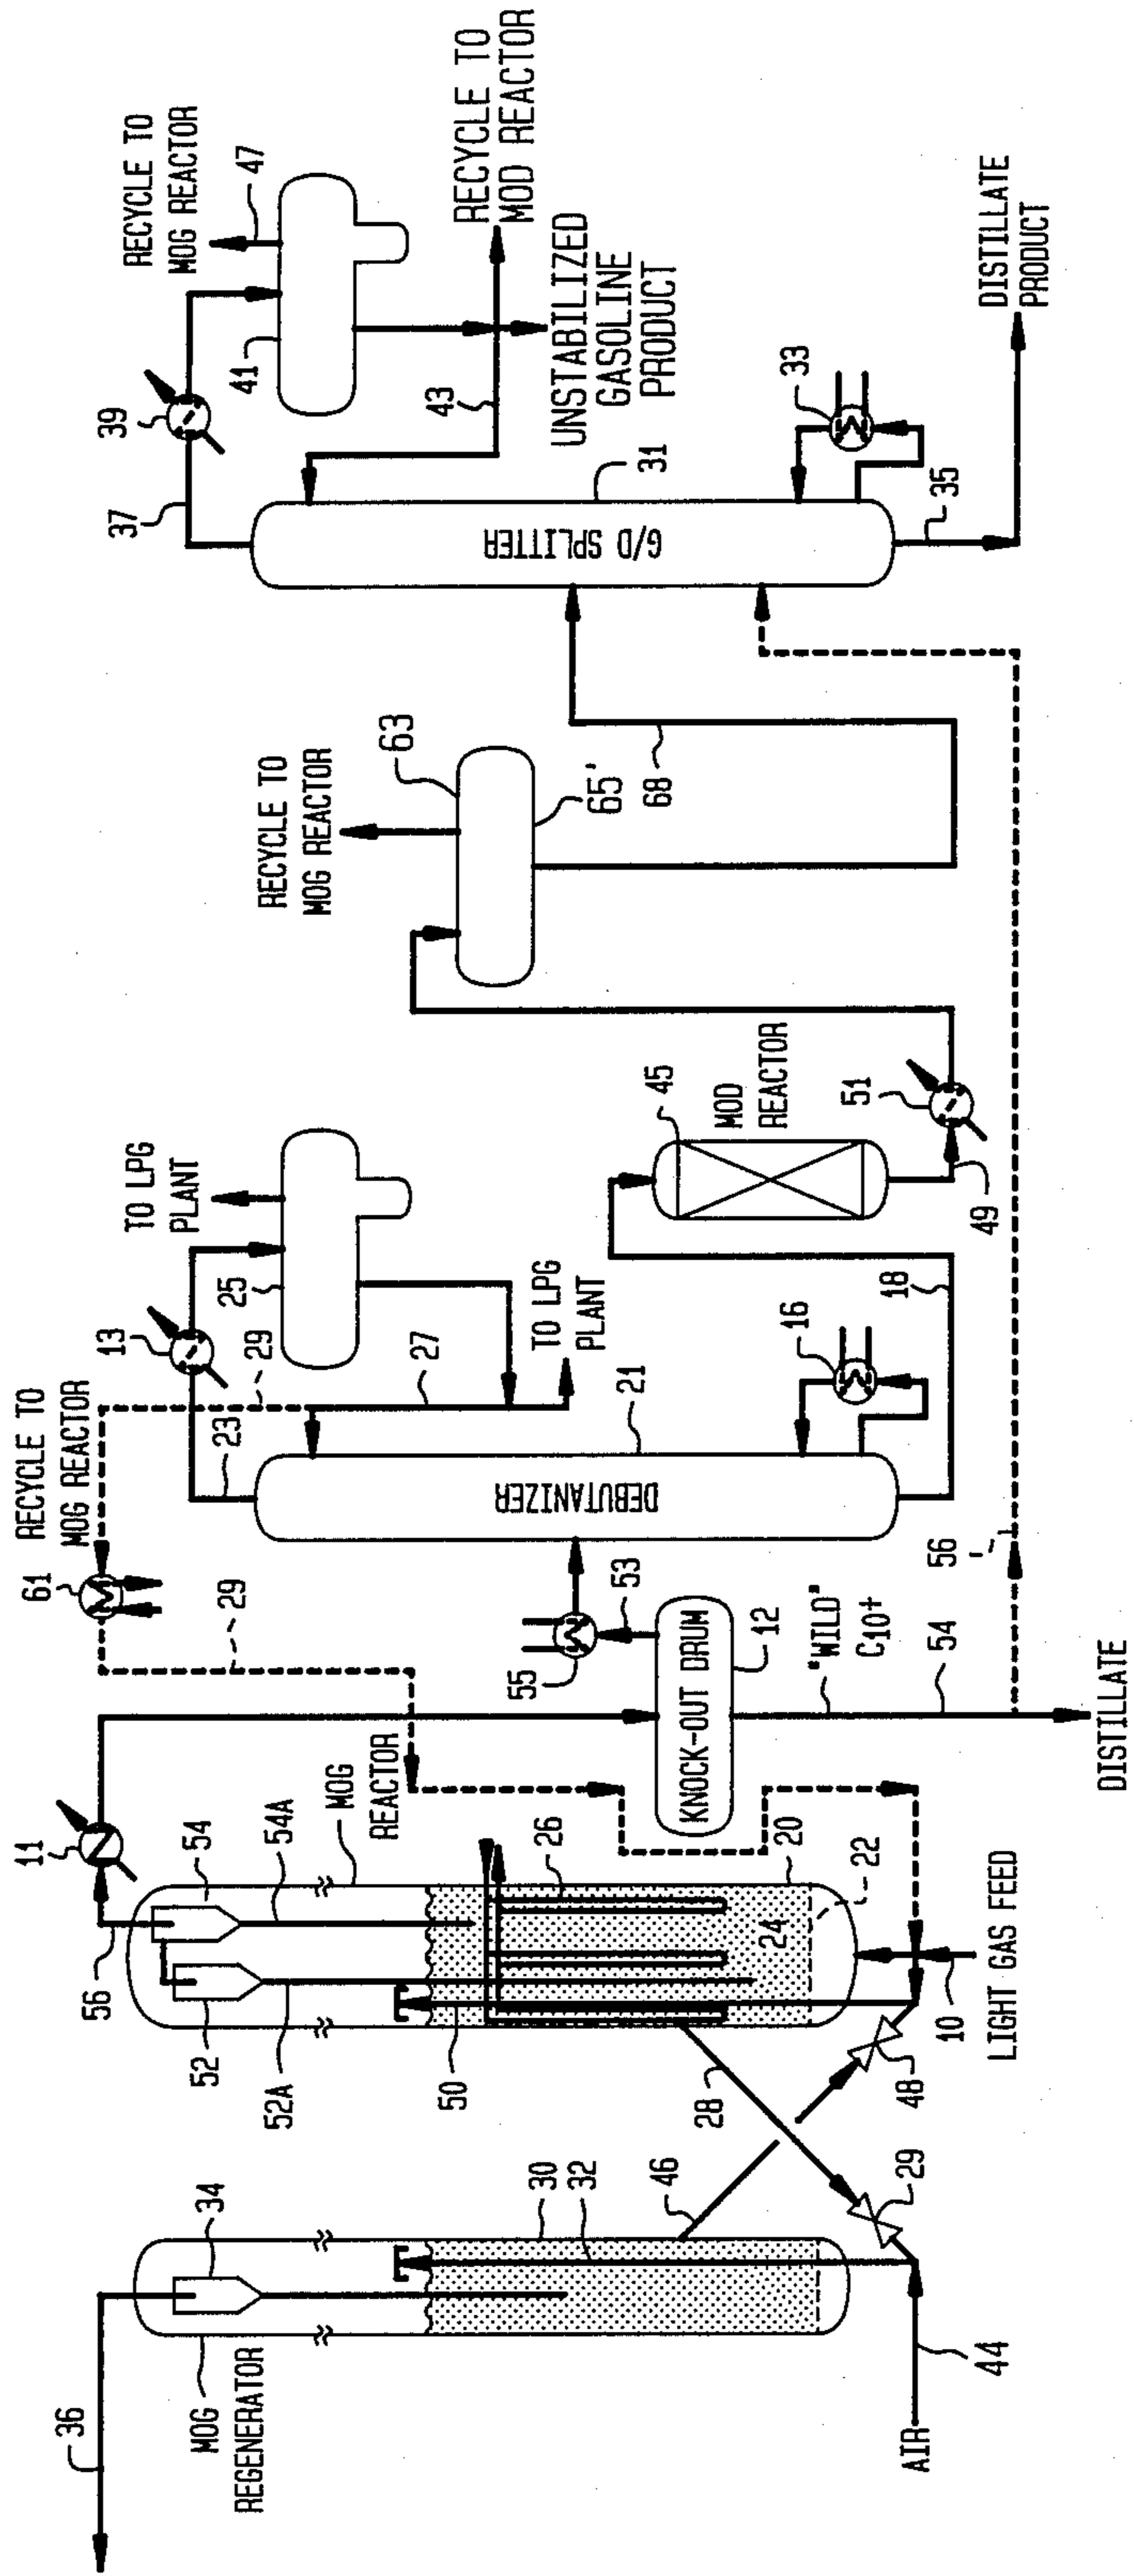 36
MOG
REGENERATOR
34
30
32
46
AIR
44
29
28
48
10
LIGHT GAS FEED
56
52
52A
50
54
54A
11
MOG
REACTOR
26
20
22
24
KNOCK-OUT DRUM
12
53
55
"WILD"
C10+
54
DISTILLATE
56
61
29
RECYCLE TO
MOG REACTOR
23
13
29
27
25
TO LPG
PLANT
TO LPG
PLANT
DEBUTANIZER
21
16
18
45
MOD
REACTOR
49
51
RECYCLE TO
MOG REACTOR
63
65'
68
G/D SPLITTER
31
33
35
37
39
41
43
47
RECYCLE TO
MOG REACTOR
RECYCLE TO
MOD REACTOR
UNSTABILIZED
GASOLINE
PRODUCT
DISTILLATE
PRODUCT